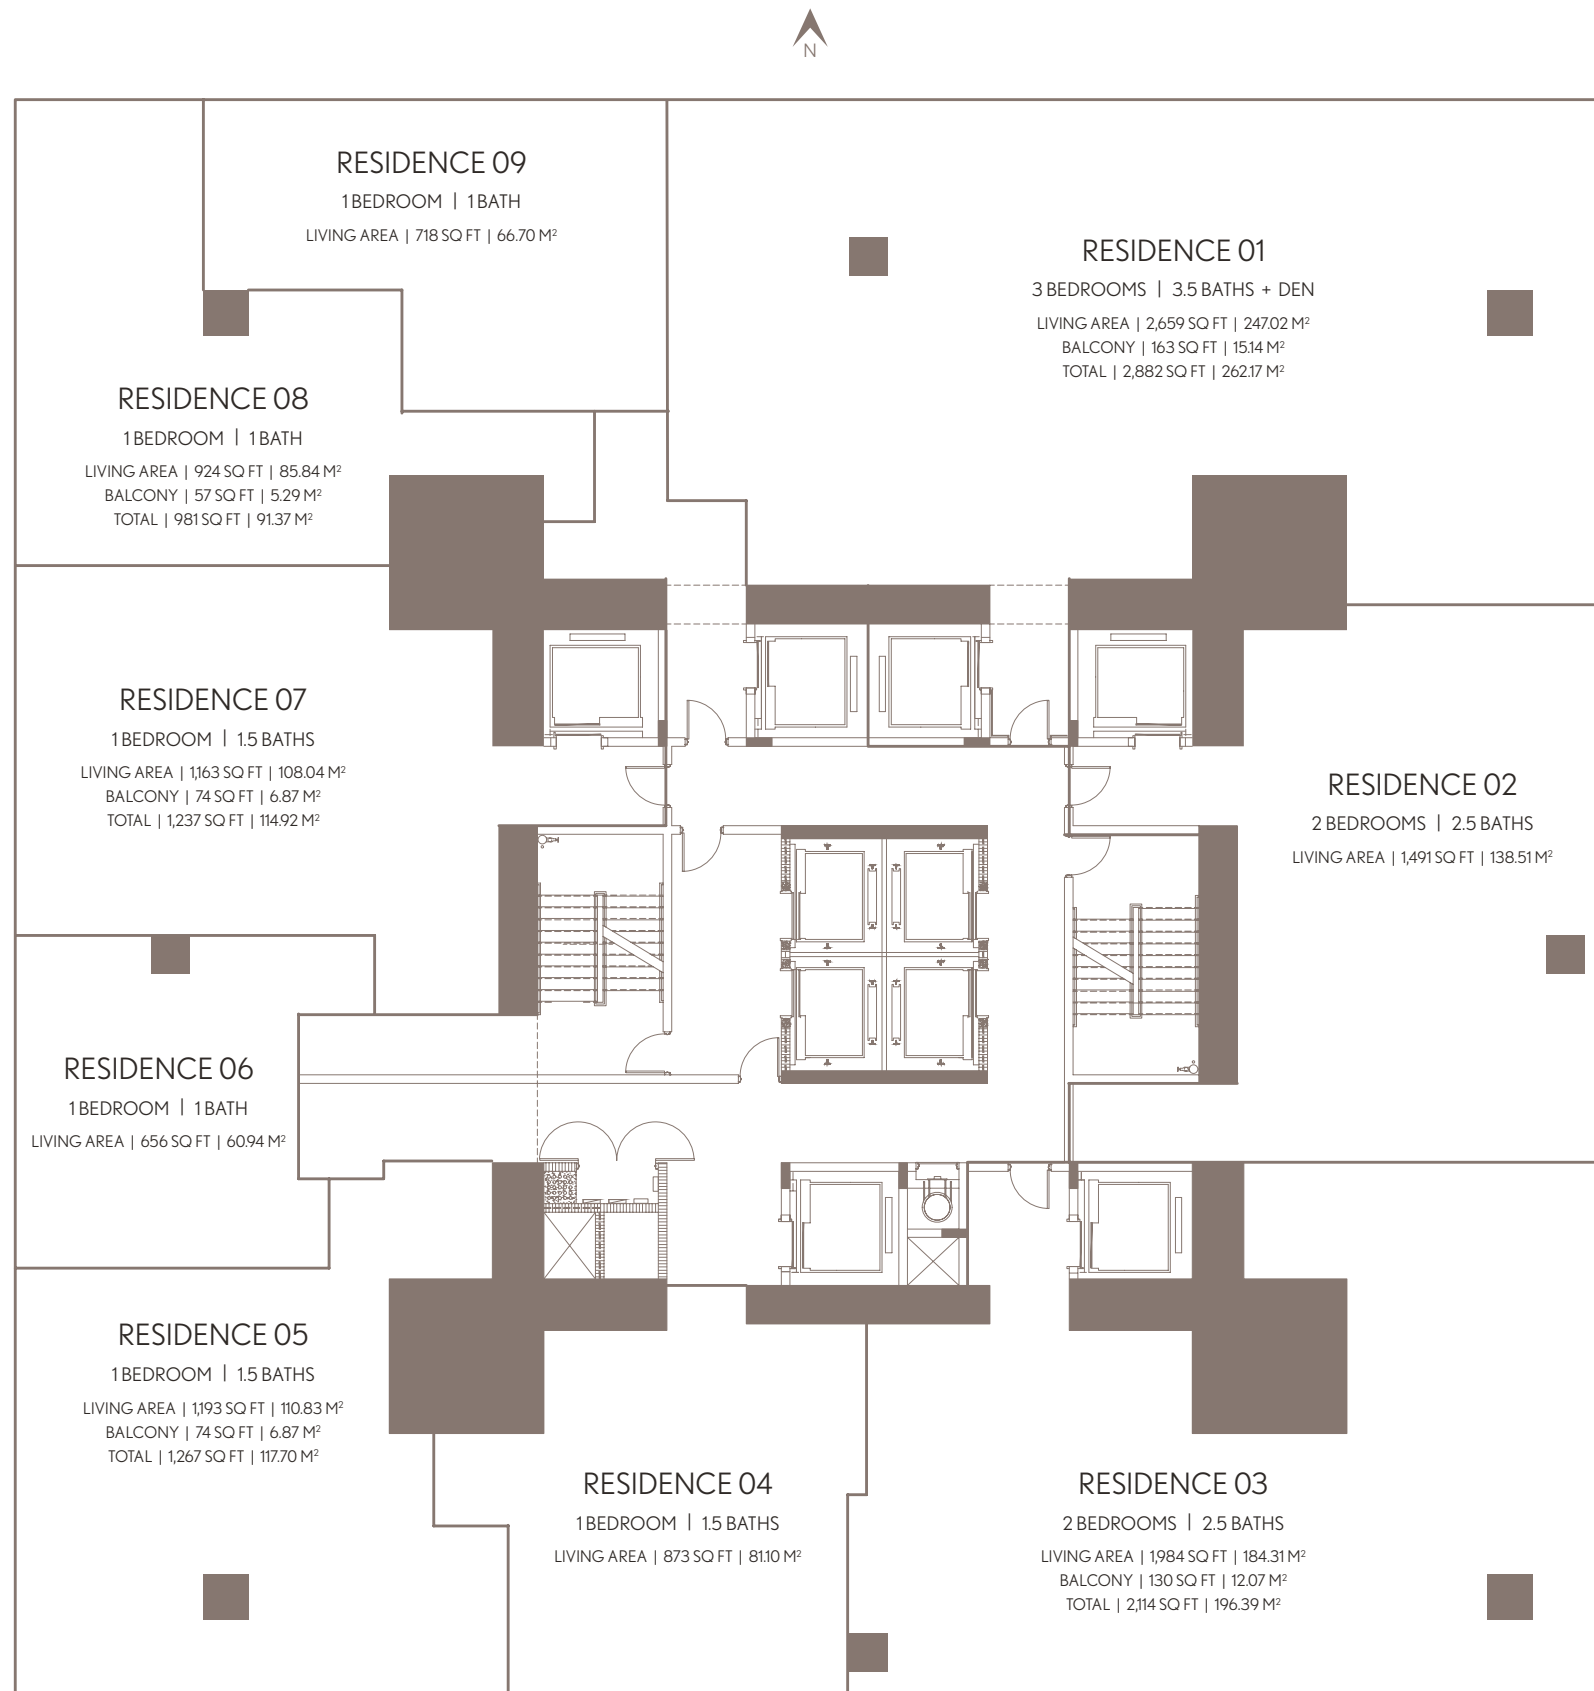 N
RESIDENCE 09
1 BEDROOM | 1 BATH
LIVING AREA | 718 SQ FT | 66.70 M²
RESIDENCE 01
3 BEDROOMS | 3.5 BATHS + DEN
LIVING AREA | 2,659 SQ FT | 247.02 M²
BALCONY | 163 SQ FT | 15.14 M²
TOTAL | 2,882 SQ FT | 262.17 M²
RESIDENCE 08
1 BEDROOM | 1 BATH
LIVING AREA | 924 SQ FT | 85.84 M²
BALCONY | 57 SQ FT | 5.29 M²
TOTAL | 981 SQ FT | 91.37 M²
RESIDENCE 07
1 BEDROOM | 1.5 BATHS
LIVING AREA | 1,163 SQ FT | 108.04 M²
BALCONY | 74 SQ FT | 6.87 M²
TOTAL | 1,237 SQ FT | 114.92 M²
RESIDENCE 02
2 BEDROOMS | 2.5 BATHS
LIVING AREA | 1,491 SQ FT | 138.51 M²
RESIDENCE 06
1 BEDROOM | 1 BATH
LIVING AREA | 656 SQ FT | 60.94 M²
RESIDENCE 05
1 BEDROOM | 1.5 BATHS
LIVING AREA | 1,193 SQ FT | 110.83 M²
BALCONY | 74 SQ FT | 6.87 M²
TOTAL | 1,267 SQ FT | 117.70 M²
RESIDENCE 04
1 BEDROOM | 1.5 BATHS
LIVING AREA | 873 SQ FT | 81.10 M²
RESIDENCE 03
2 BEDROOMS | 2.5 BATHS
LIVING AREA | 1,984 SQ FT | 184.31 M²
BALCONY | 130 SQ FT | 12.07 M²
TOTAL | 2,114 SQ FT | 196.39 M²